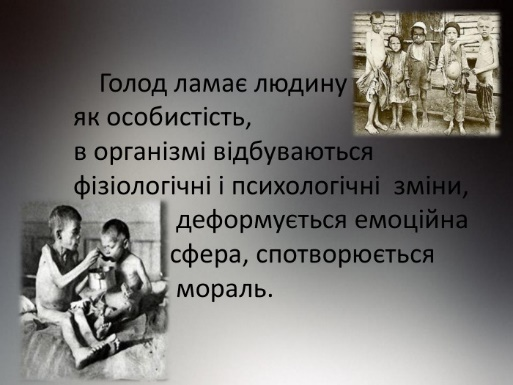 Голод ламає людину
як особистість,
в організмі відбуваються
фізіологічні і психологічні зміни,
деформується емоційна
сфера, спотворюється
мораль.